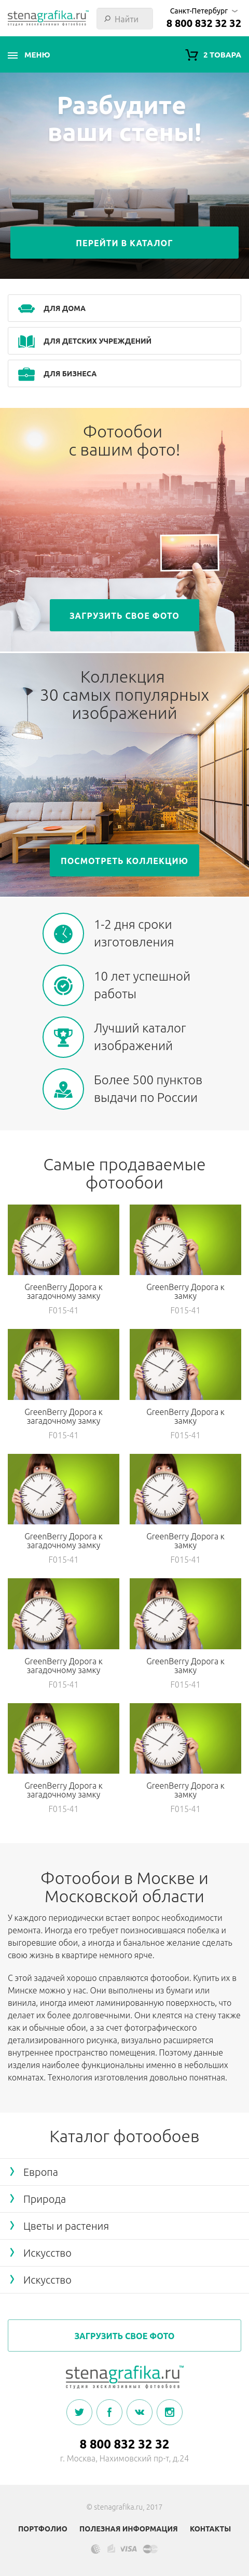 stenagrafika.ru™
студия эксклюзивных фотообоев
Найти
Санкт-Петербург
8 800 832 32 32
МЕНЮ
2 ТОВАРА
Разбудите
ваши стены!
ПЕРЕЙТИ В КАТАЛОГ
ДЛЯ ДОМА
ДЛЯ ДЕТСКИХ УЧРЕЖДЕНИЙ
ДЛЯ БИЗНЕСА
Фотообои
с вашим фото!
ЗАГРУЗИТЬ СВОЕ ФОТО
Коллекция
30 самых популярных
изображений
ПОСМОТРЕТЬ КОЛЛЕКЦИЮ
1-2 дня сроки
изготовления
10 лет успешной
работы
Лучший каталог
изображений
Более 500 пунктов
выдачи по России
Самые продаваемые
фотообои
GreenBerry Дорога к
загадочному замку
F015-41
GreenBerry Дорога к
замку
F015-41
GreenBerry Дорога к
загадочному замку
F015-41
GreenBerry Дорога к
замку
F015-41
GreenBerry Дорога к
загадочному замку
F015-41
GreenBerry Дорога к
замку
F015-41
GreenBerry Дорога к
загадочному замку
F015-41
GreenBerry Дорога к
замку
F015-41
GreenBerry Дорога к
загадочному замку
F015-41
GreenBerry Дорога к
замку
F015-41
Фотообои в Москве и
Московской области
У каждого периодически встает вопрос необходимости
ремонта. Иногда его требует поизносившаяся побелка и
выгоревшие обои, а иногда и банальное желание сделать
свою жизнь в квартире немного ярче.
С этой задачей хорошо справляются фотообои. Купить их в
Минске можно у нас. Они выполнены из бумаги или
винила, иногда имеют ламинированную поверхность, что
делает их более долговечными. Они клеятся на стену также
как и обычные обои, а за счет фотографического
детализированного рисунка, визуально расширяется
внутреннее пространство помещения. Поэтому данные
изделия наиболее функциональны именно в небольших
комнатах. Технология изготовления довольно понятная.
Каталог фотообоев
Европа
Природа
Цветы и растения
Искусство
Искусство
ЗАГРУЗИТЬ СВОЕ ФОТО
stenagrafika.ru™
студия эксклюзивных фотообоев
8 800 832 32 32
г. Москва, Нахимовский пр-т, д.24
© stenagrafika.ru, 2017
ПОРТФОЛИО
ПОЛЕЗНАЯ ИНФОРМАЦИЯ
КОНТАКТЫ
VISA